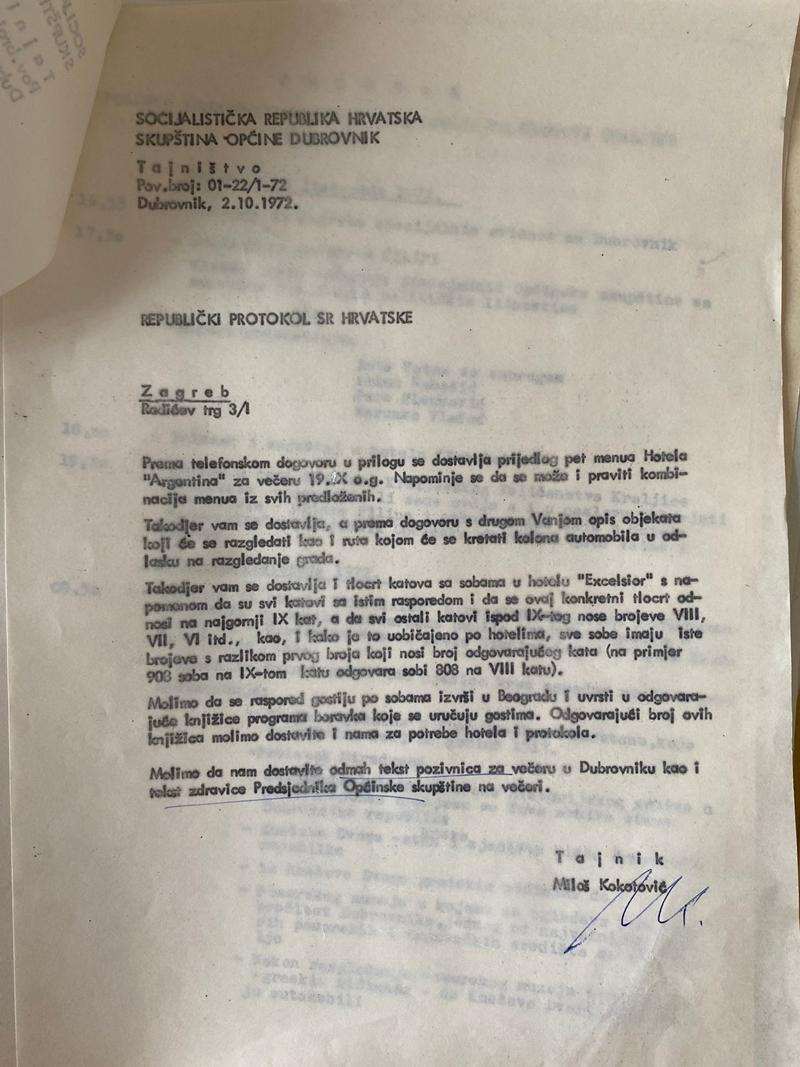 SOCIJALISTIČKA REPUBLIKA HRVATSKA
SKUPŠTINA OPĆINE DUBROVNIK
T a j n i š t v o
Pov.broj: 01-22/1-72
Dubrovnik, 2.10.1972.
REPUBLIČKI PROTOKOL SR HRVATSKE
Z a g r e b
Radićev trg 3/I
Prema telefonskom dogovoru u prilogu se dostavlja prijedlog pet menua Hotela
"Argentina" za večeru 19.IX o.g. Napominje se da se može i praviti kombi-
nacija menua iz svih predloženih.
Takodjer vam se dostavlja, a prema dogovoru s drugom Vanjom opis objekata
koji će se razgledati kao i ruta kojom će se kretati kolona automobila u od-
lasku na razgledanje grada.
Takodjer vam se dostavlja i tlocrt katova sa sobama u hotelu "Excelsior" s na-
pomenom da su svi katovi sa istim rasporedom i da se ovaj konkretni tlocrt od-
nosi na najgornji IX kat, a da svi ostali katovi ispod IX-tog nose brojeve VIII,
VII, VI itd., kao, i kako je to uobičajeno po hotelima, sve sobe imaju iste
brojeve s razlikom prvog broja koji nosi broj odgovarajućeg kata (na primjer
908 soba na IX-tom katu odgovara sobi 808 na VIII katu).
Molimo da se raspored gostiju po sobama izvrši u Beogradu i uvrsti u odgovara-
juće knjižice programa boravka koje se uručuju gostima. Odgovarajući broj ovih
knjižica molimo dostavite i nama za potrebe hotela i protokola.
Molimo da nam dostavite odmah tekst pozivnica za večeru u Dubrovniku kao i
tekst zdravice Predsjednika Općinske skupštine na večeri.
T a j n i k
Miloš Kokotović